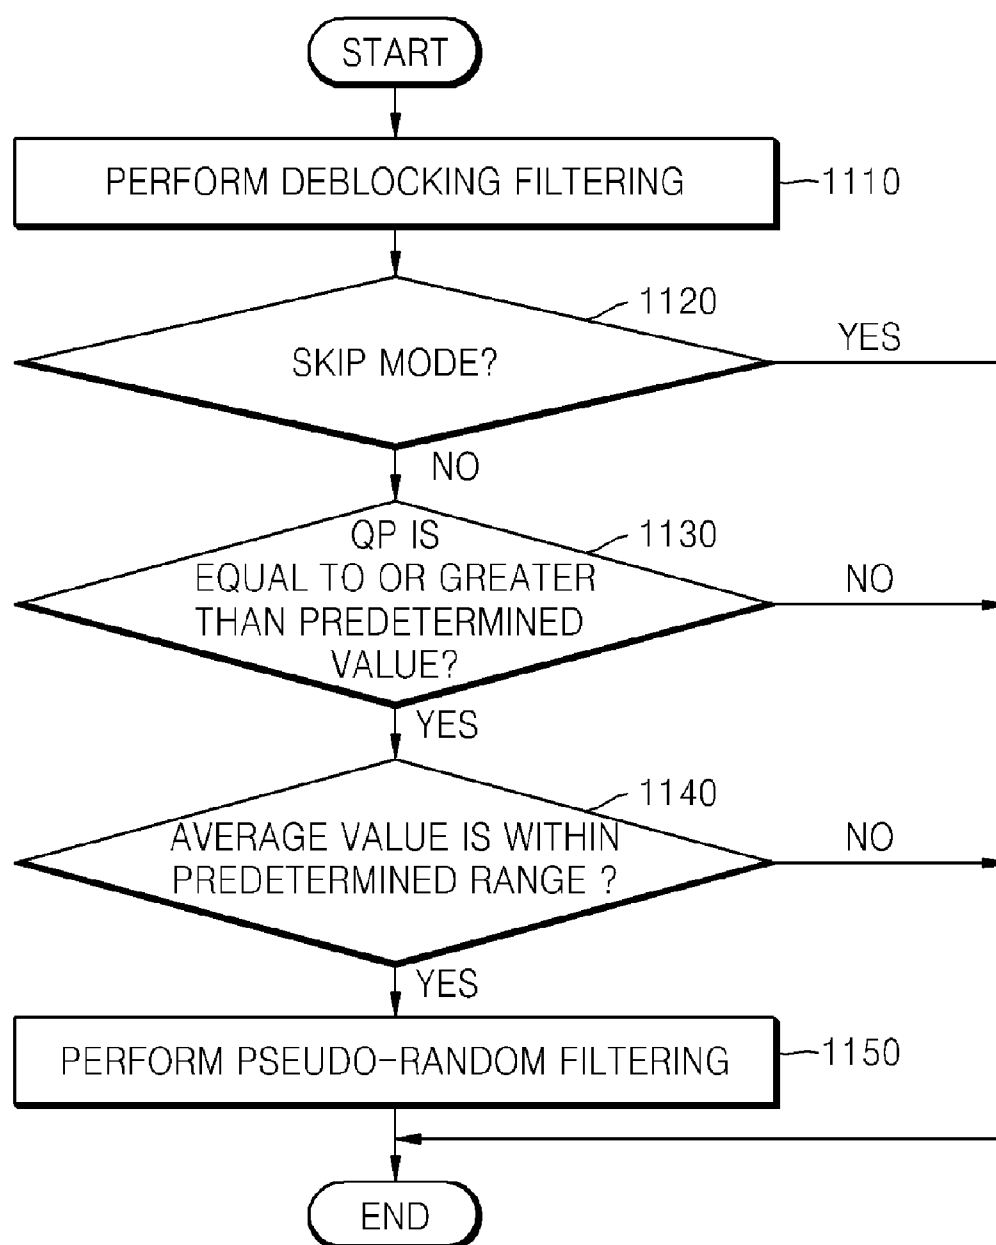 START
PERFORM DEBLOCKING FILTERING
1110
1120
YES
SKIP MODE?
NO
1130
QP IS
EQUAL TO OR GREATER
THAN PREDETERMINED
VALUE?
NO
YES
1140
AVERAGE VALUE IS WITHIN
PREDETERMINED RANGE ?
NO
YES
PERFORM PSEUDO-RANDOM FILTERING
1150
END